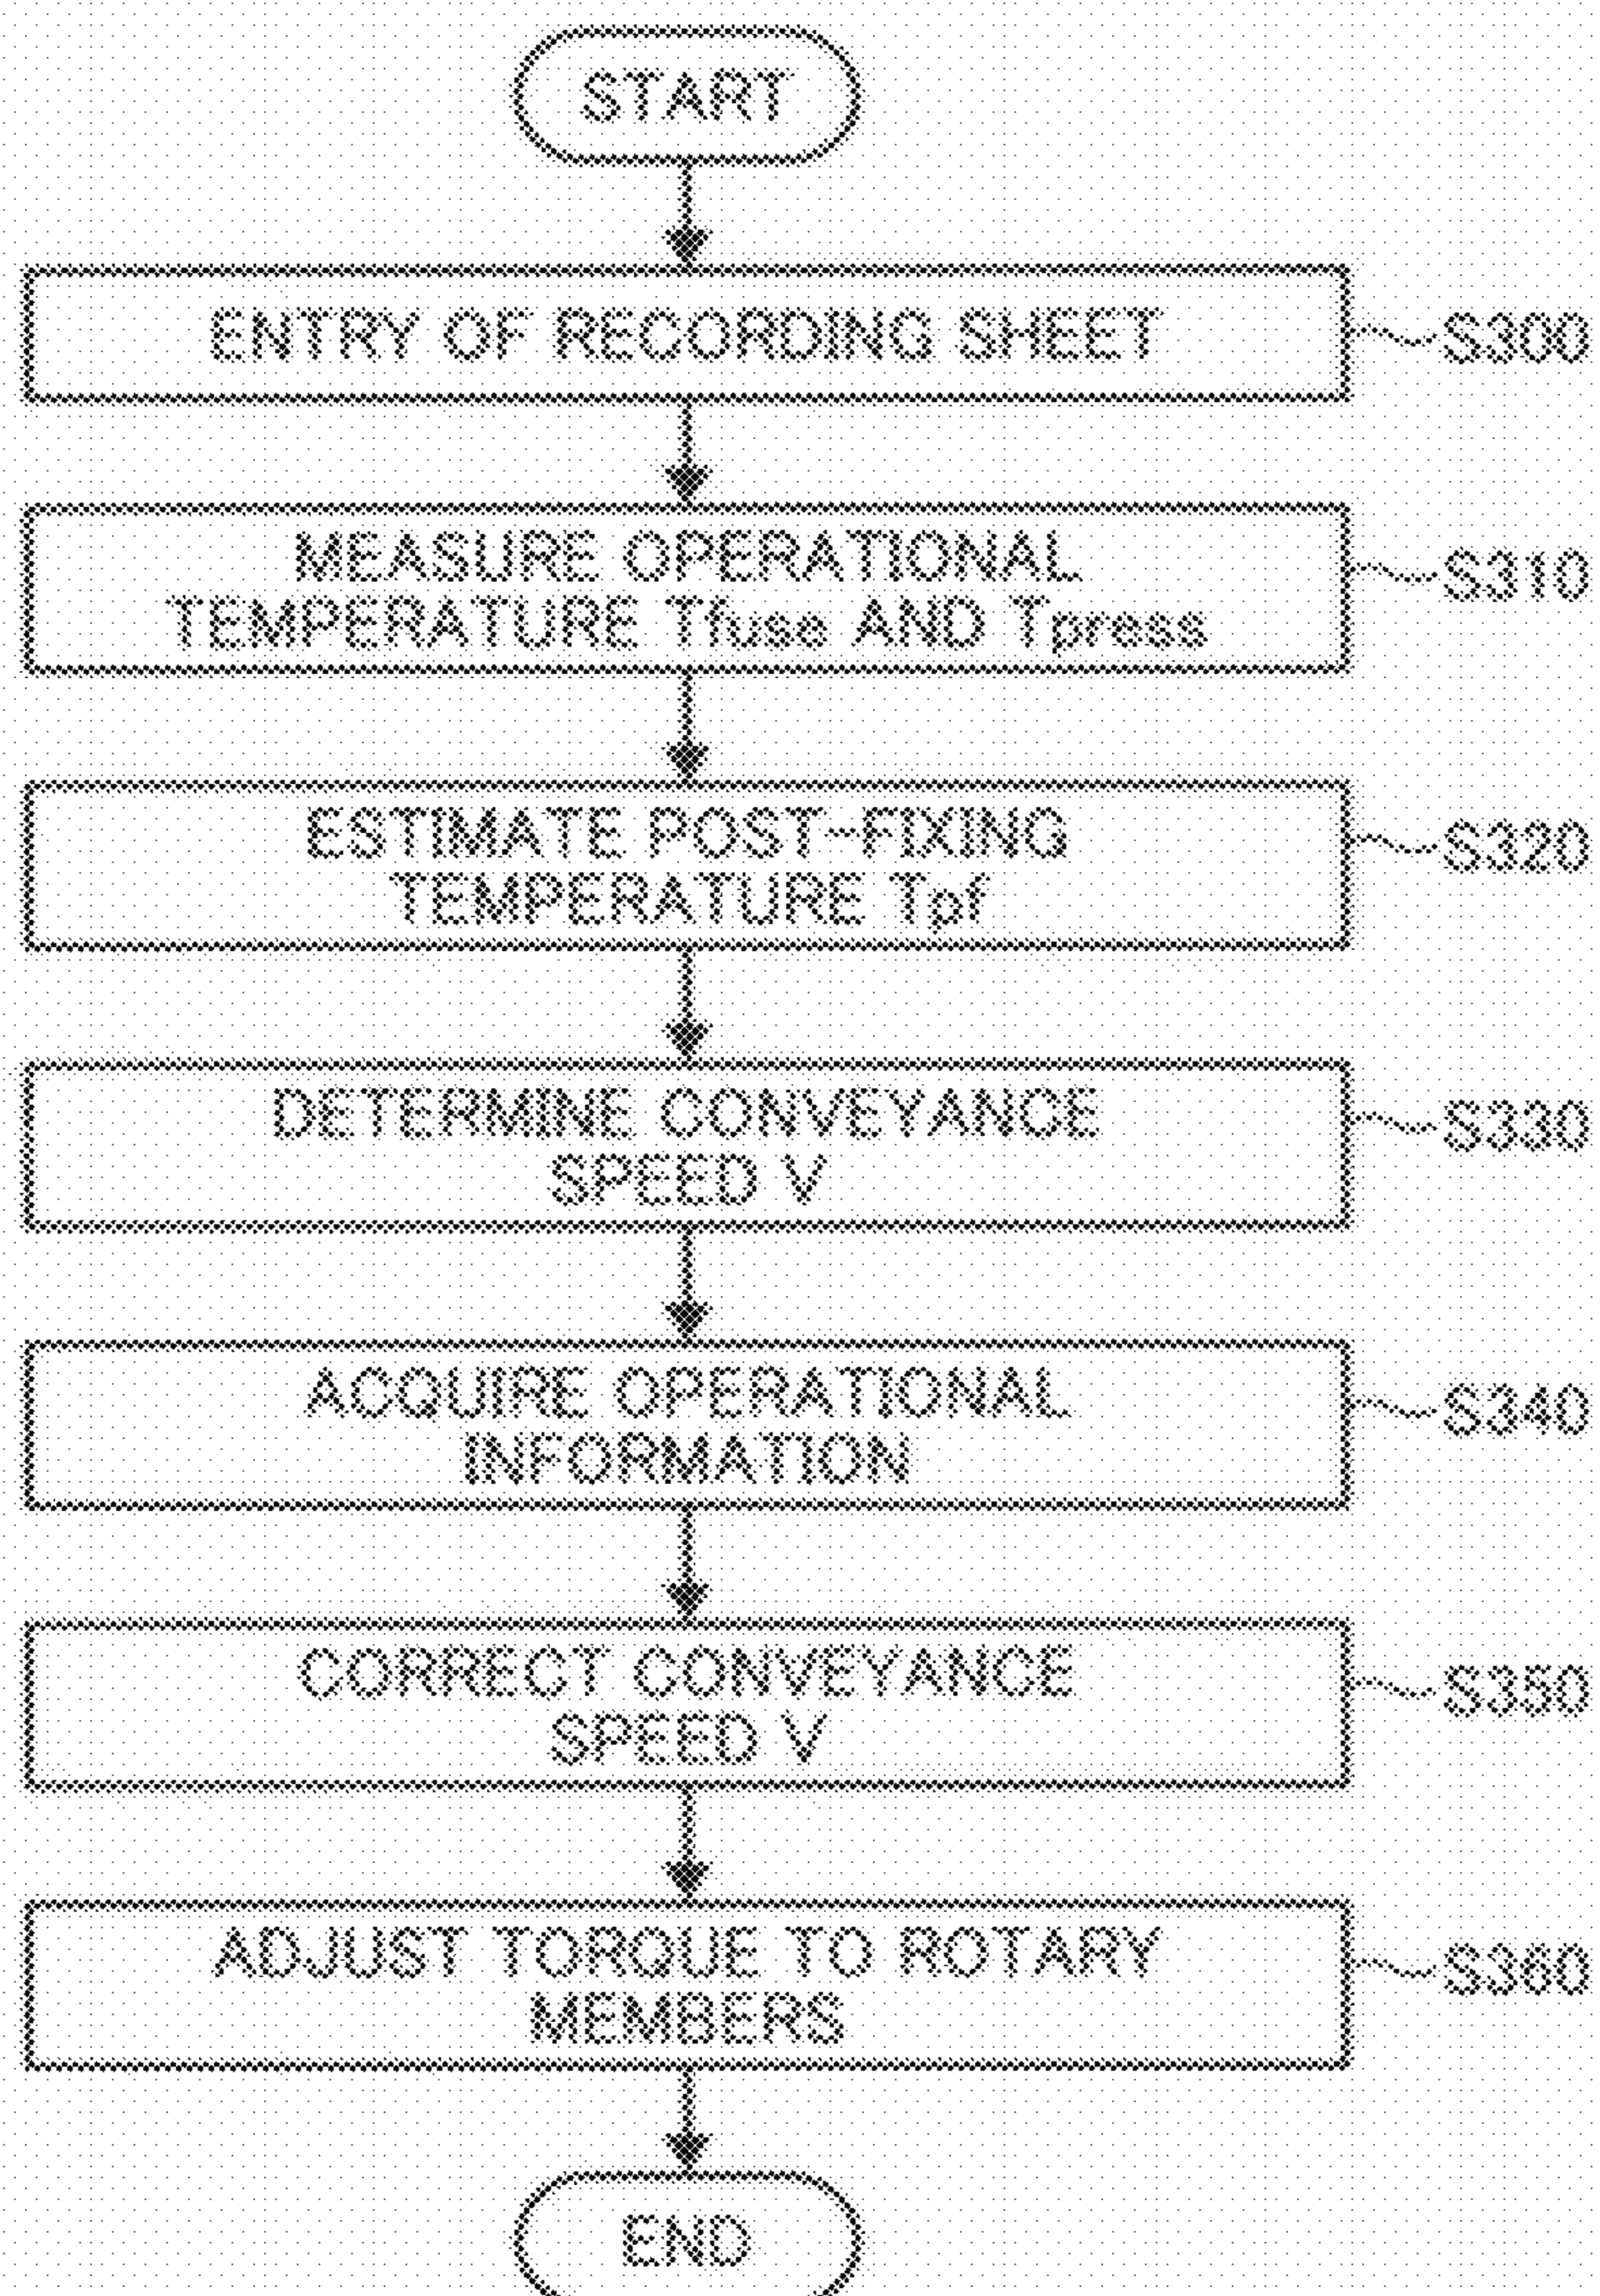 START
ENTRY OF RECORDING SHEET
S300
MEASURE OPERATIONAL
TEMPERATURE Tfuse AND Tpress
S310
ESTIMATE POST-FIXING
TEMPERATURE Tpf
S320
DETERMINE CONVEYANCE
SPEED V
S330
ACQUIRE OPERATIONAL
INFORMATION
S340
CORRECT CONVEYANCE
SPEED V
S350
ADJUST TORQUE TO ROTARY
MEMBERS
S360
END